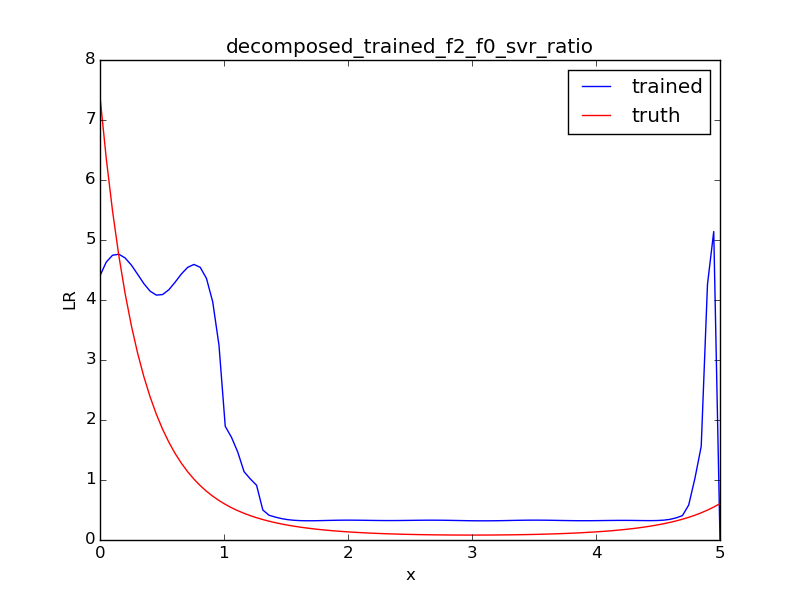 decomposed_trained_f2_f0_svr_ratio
8
7
6
5
4
3
2
1
0
LR
trained
truth
0 1 2 3 4 5
x